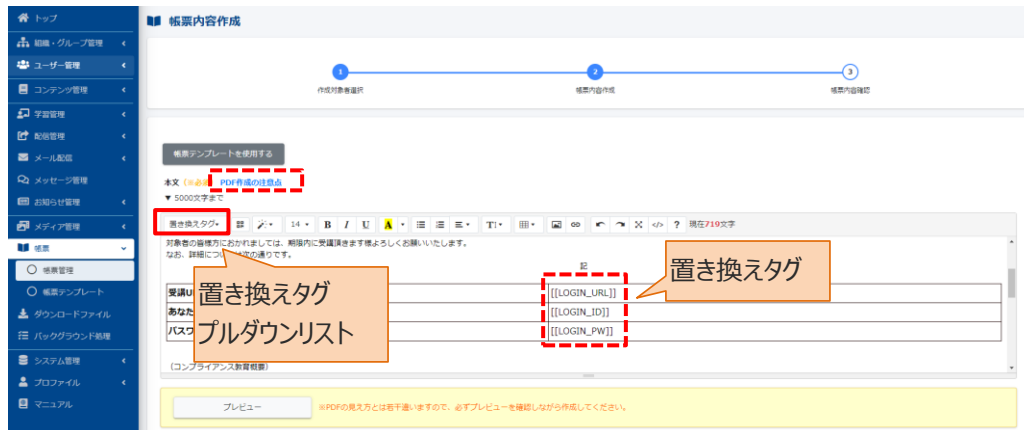 トップ
組織・グループ管理
ユーザー管理
コンテンツ管理
学習管理
配信管理
メール配信
メッセージ管理
お知らせ管理
メディア管理
帳票
帳票管理
帳票テンプレート
ダウンロードファイル
バックグラウンド処理
システム管理
プロファイル
マニュアル
帳票内容作成
1
2
3
作成対象者選択
帳票内容作成
帳票内容確認
帳票テンプレートを使用する
本文 (※必須) PDF作成の注意点
▼ 5000文字まで
置き換えタグ
14
B I U A
現在719文字
対象者の皆様方におかれましては、期限内に受講頂きます様よろしくお願いいたします。
なお、詳細については次の通りです。
記
受講U
[[LOGIN_URL]]
あなた
[[LOGIN_ID]]
パスワ
[[LOGIN_PW]]
(コンプライアンス教育概要)
置き換えタグ
プルダウンリスト
置き換えタグ
プレビュー
※PDFの見え方とは若干違いますので、必ずプレビューを確認しながら作成してください。